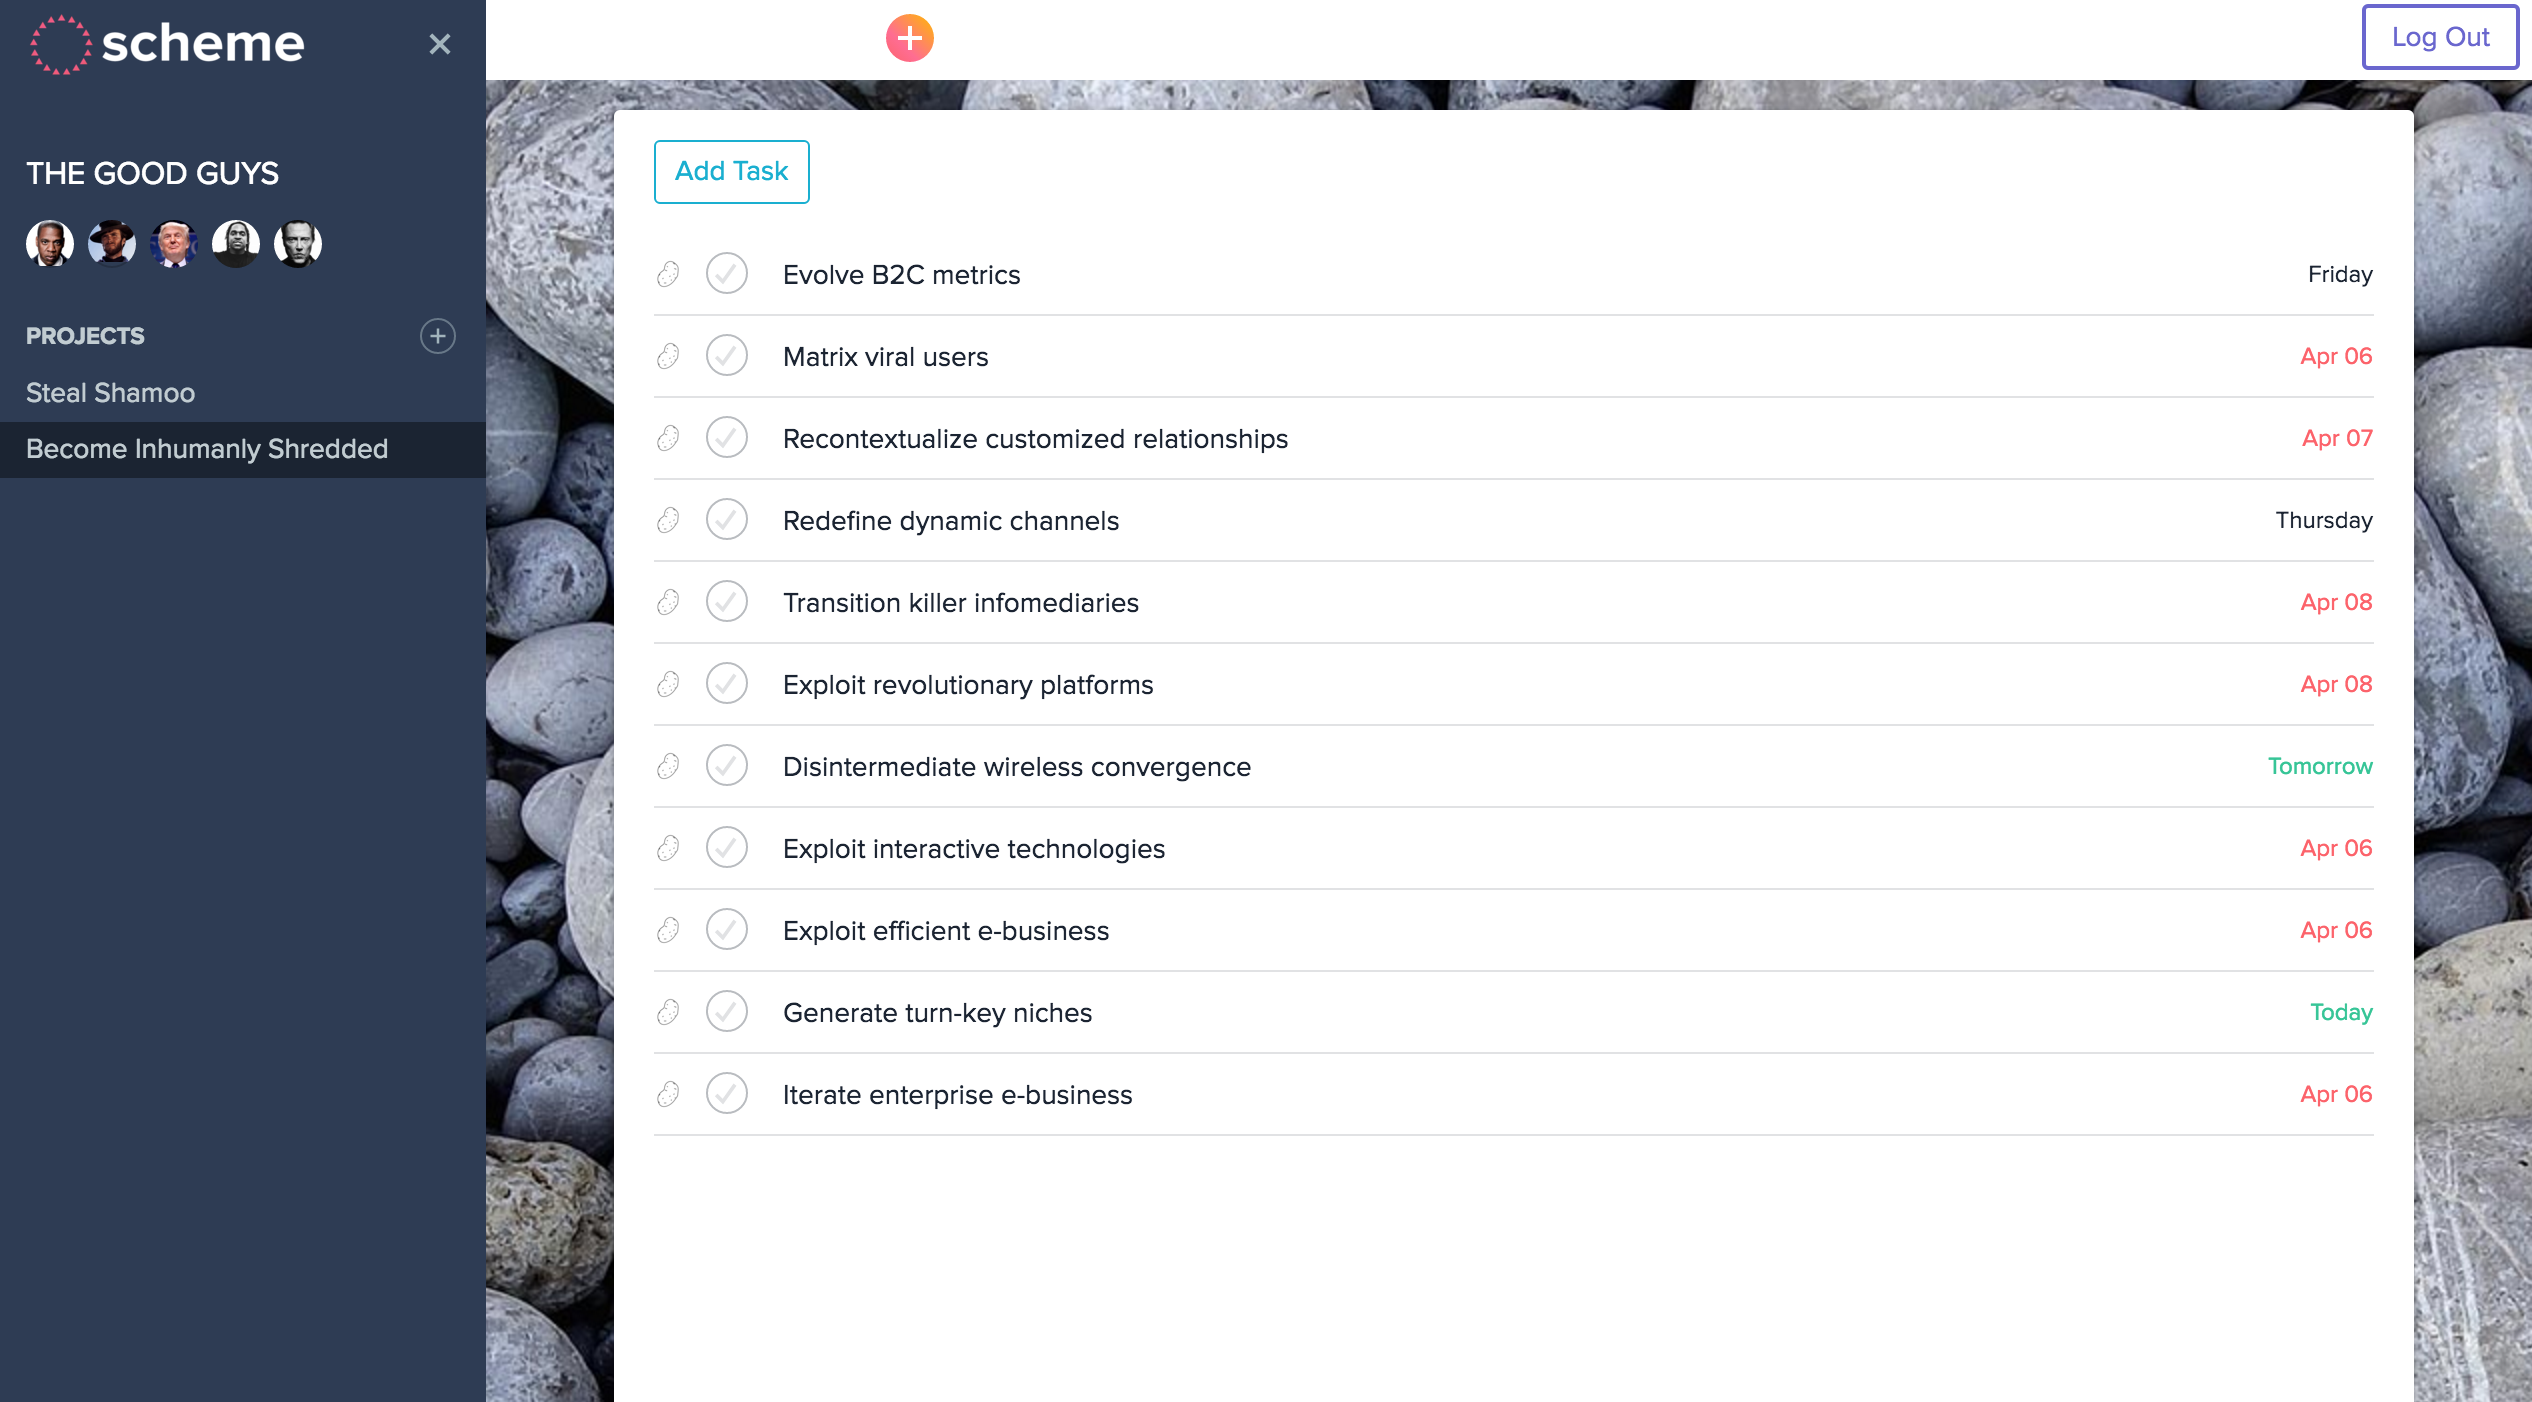 scheme
Log Out
THE GOOD GUYS
PROJECTS
Steal Shamoo
Become Inhumanly Shredded
Add Task
Evolve B2C metrics Friday
Matrix viral users Apr 06
Recontextualize customized relationships Apr 07
Redefine dynamic channels Thursday
Transition killer infomediaries Apr 08
Exploit revolutionary platforms Apr 08
Disintermediate wireless convergence Tomorrow
Exploit interactive technologies Apr 06
Exploit efficient e-business Apr 06
Generate turn-key niches Today
Iterate enterprise e-business Apr 06